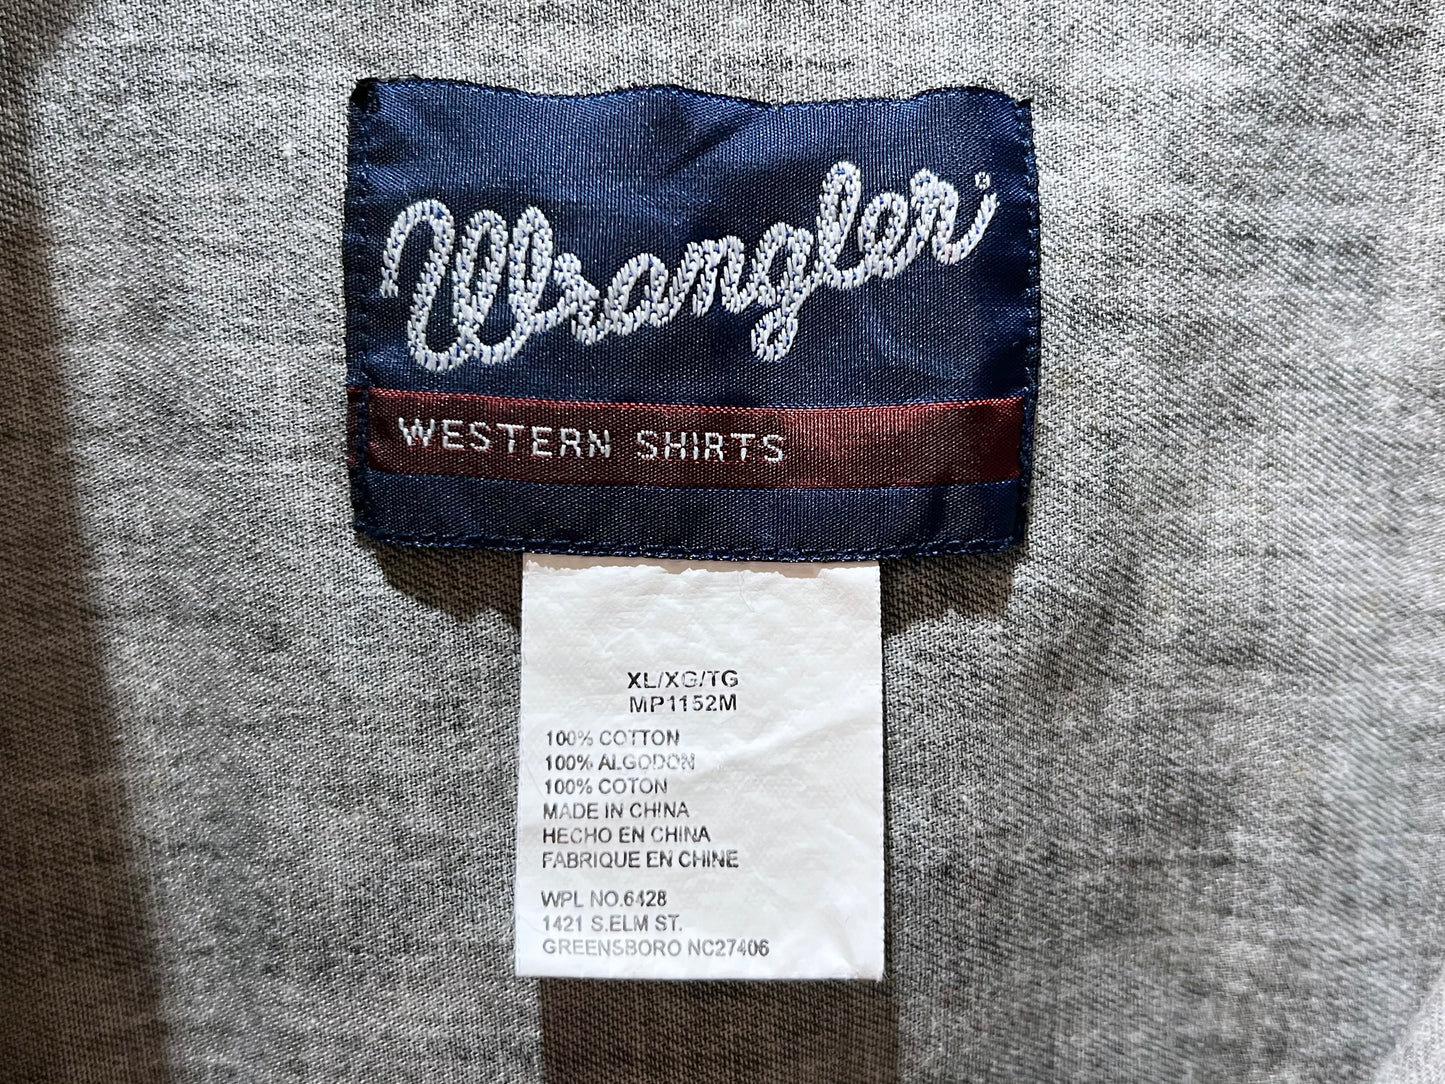 Wrangler®
WESTERN SHIRTS
XL/XG/TG
MP1152M
100% COTTON
100% ALGODON
100% COTON
MADE IN CHINA
HECHO EN CHINA
FABRIQUE EN CHINE
WPL NO.6428
1421 S.ELM ST.
GREENSBORO NC27406